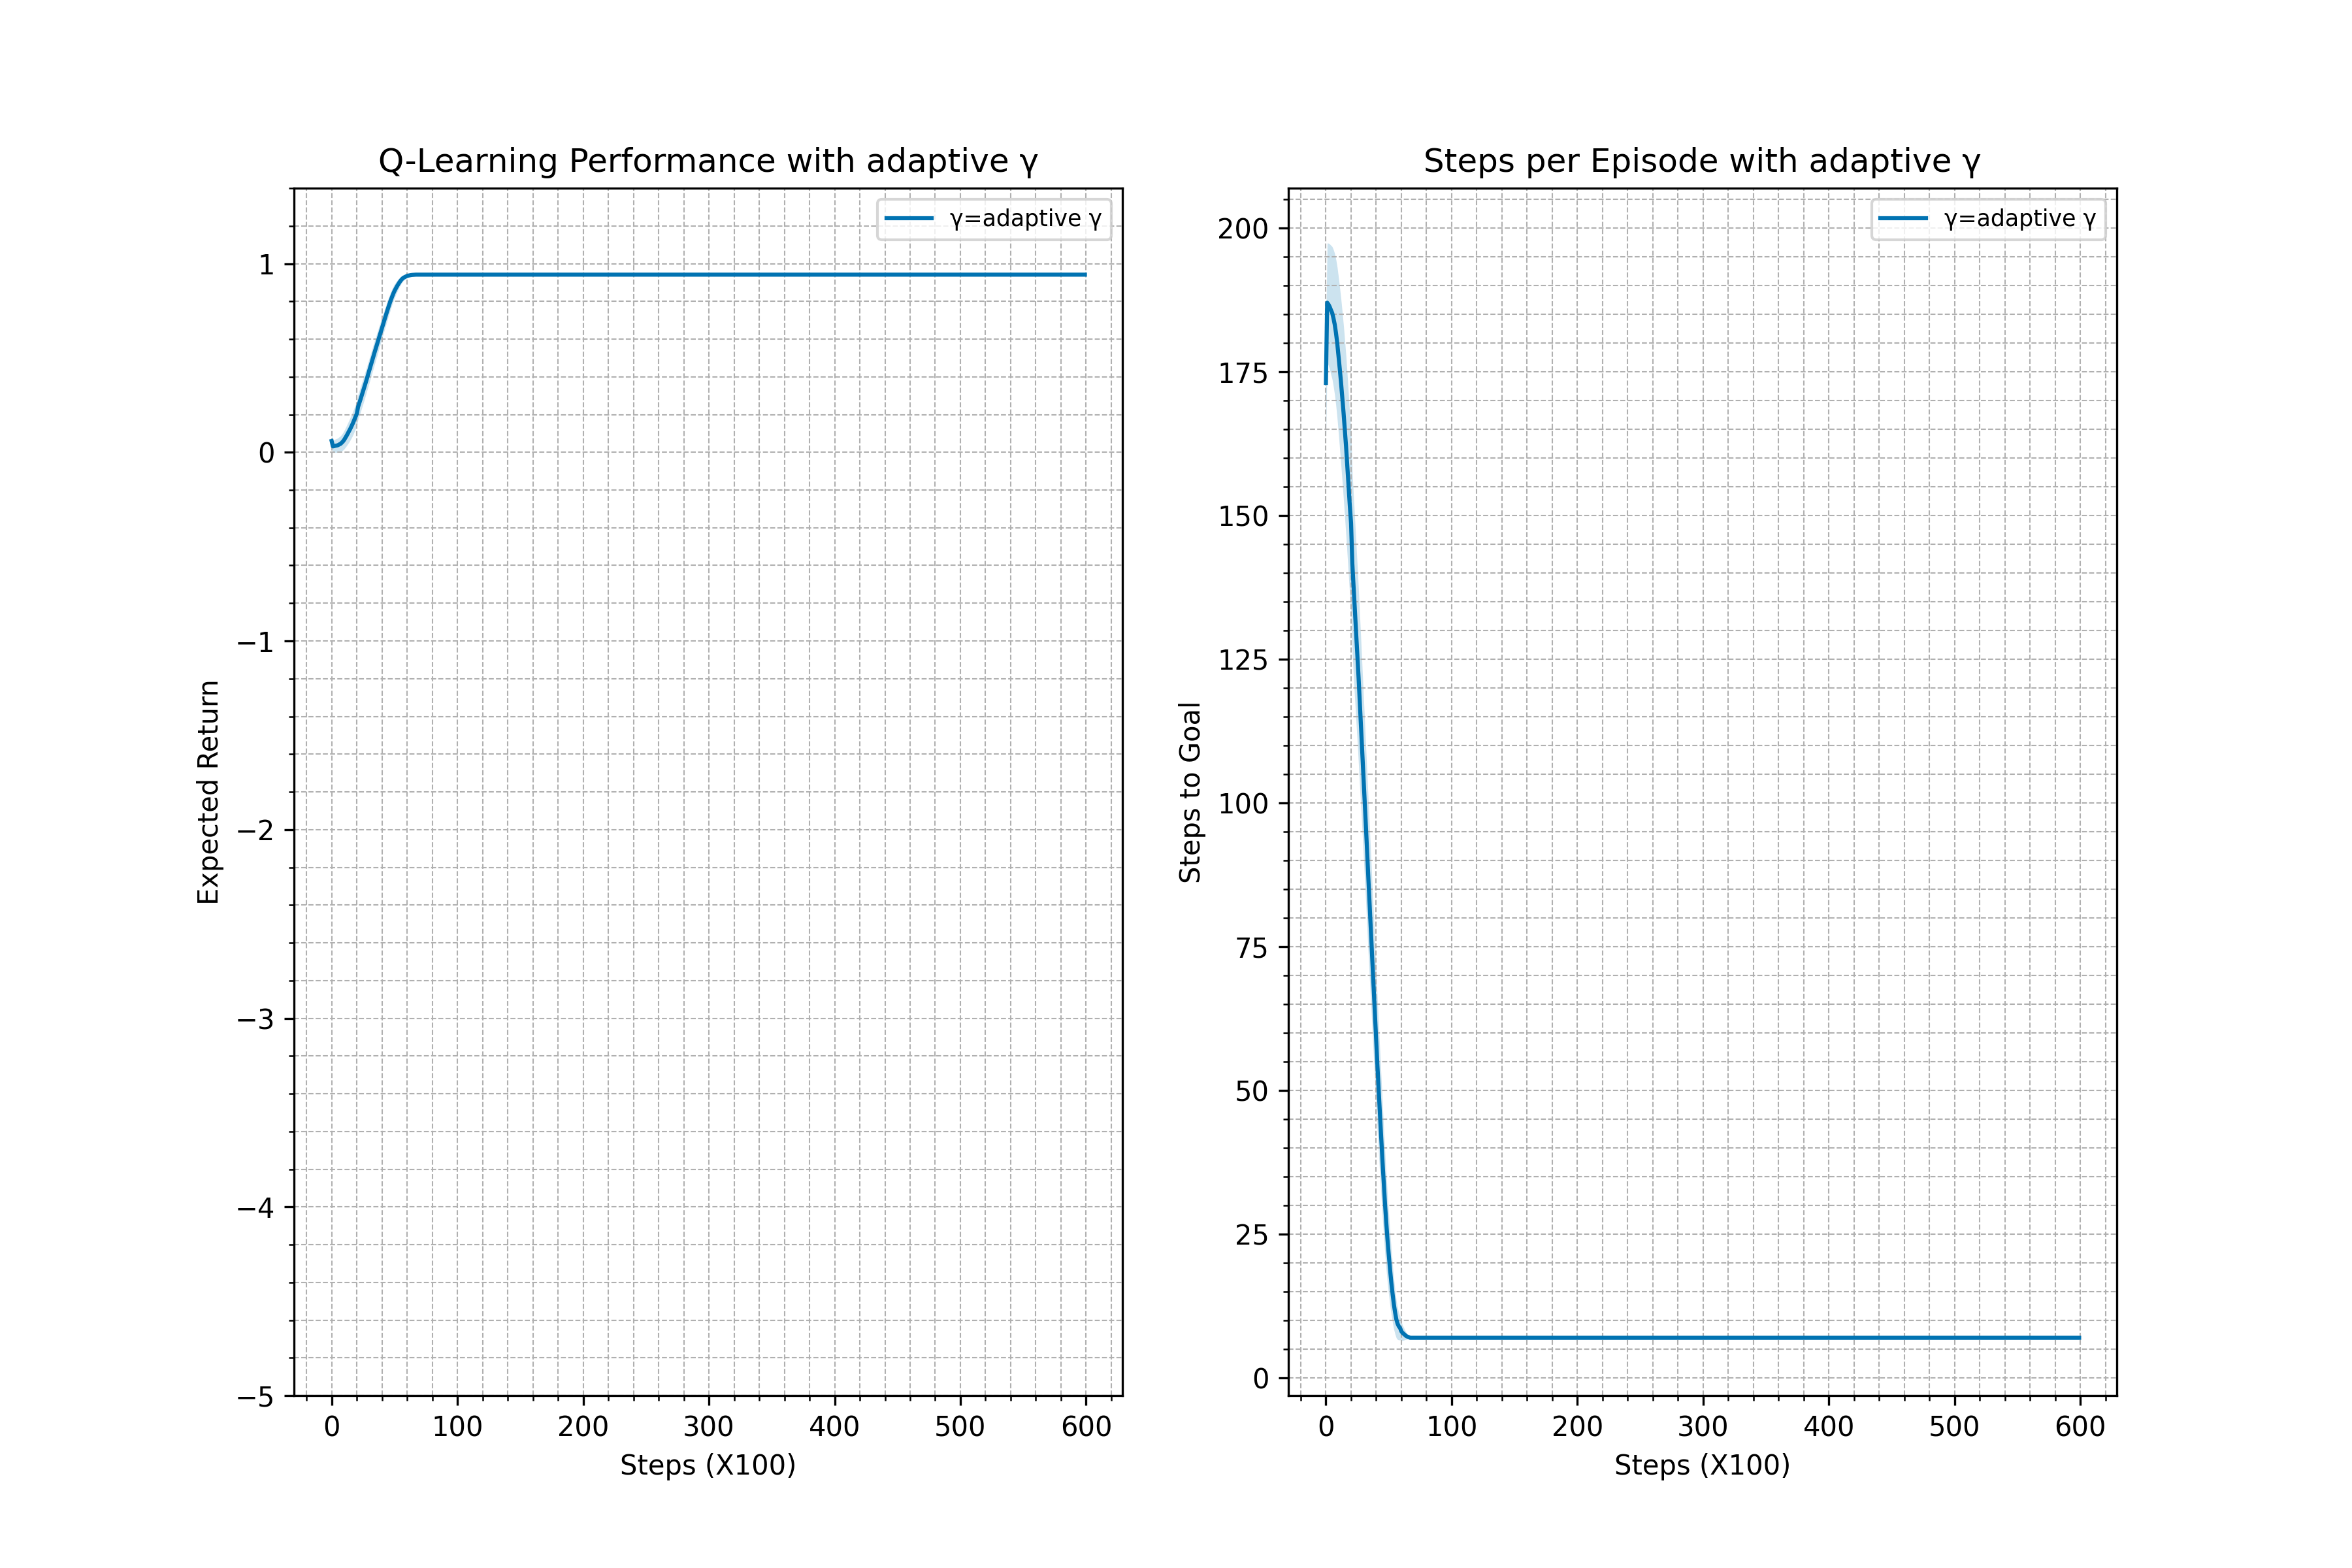 Q-Learning Performance with adaptive γ
γ=adaptive γ
1
0
−1
−2
−3
−4
−5
Expected Return
0 100 200 300 400 500 600
Steps (X100)
Steps per Episode with adaptive γ
γ=adaptive γ
200
175
150
125
100
75
50
25
0
Steps to Goal
0 100 200 300 400 500 600
Steps (X100)